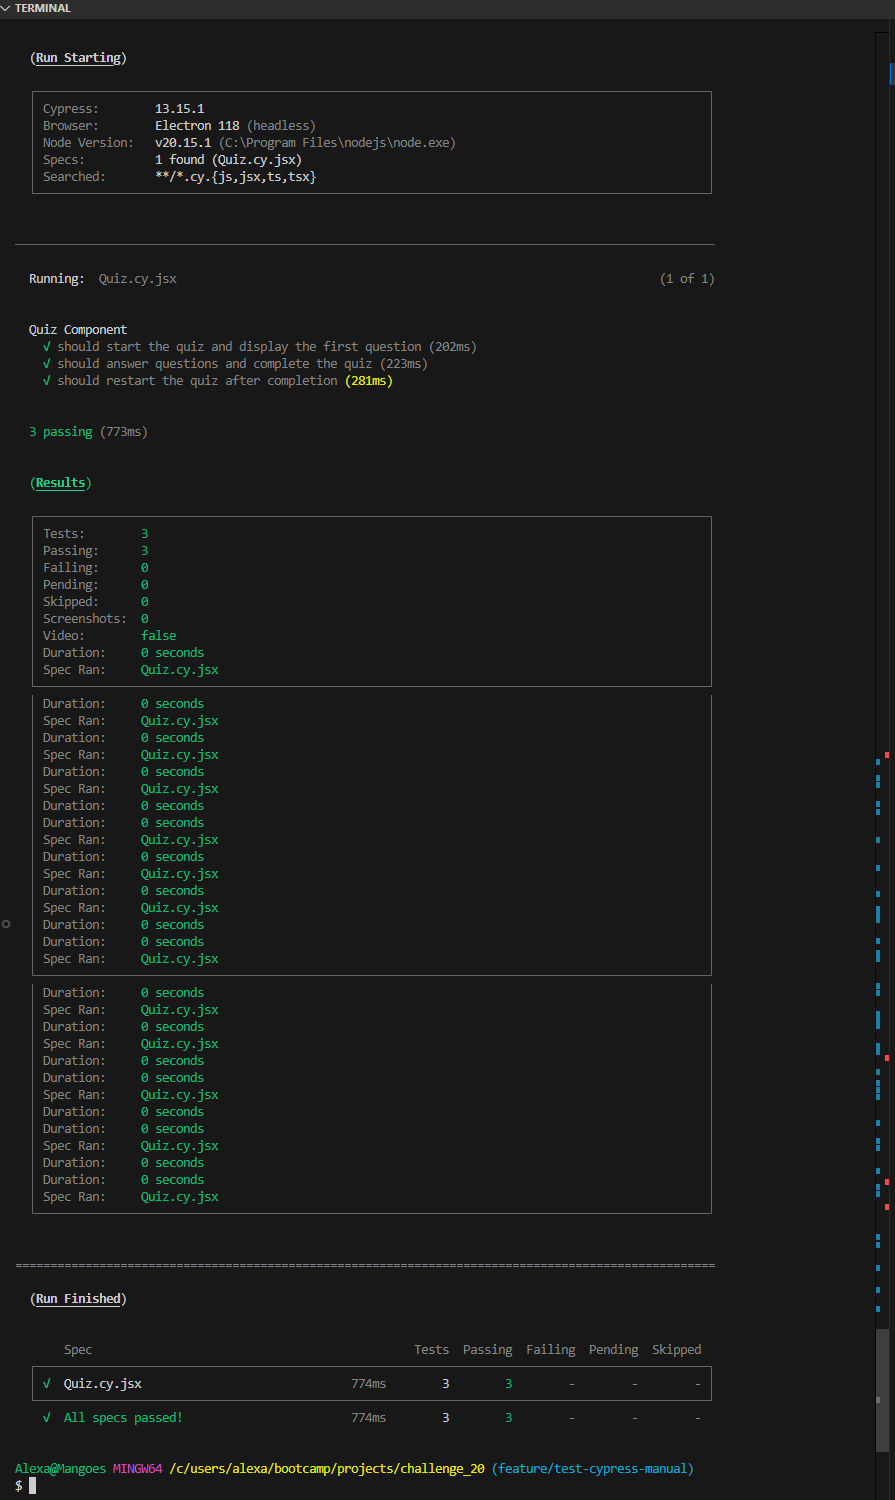 TERMINAL
(Run Starting)
Cypress: 13.15.1
Browser: Electron 118 (headless)
Node Version: v20.15.1 (C:\Program Files\nodejs\node.exe)
Specs: 1 found (Quiz.cy.jsx)
Searched: **/*.cy.{js,jsx,ts,tsx}
Running: Quiz.cy.jsx (1 of 1)
Quiz Component
√ should start the quiz and display the first question (202ms)
√ should answer questions and complete the quiz (223ms)
√ should restart the quiz after completion (281ms)
3 passing (773ms)
(Results)
Tests: 3
Passing: 3
Failing: 0
Pending: 0
Skipped: 0
Screenshots: 0
Video: false
Duration: 0 seconds
Spec Ran: Quiz.cy.jsx
Duration: 0 seconds
Spec Ran: Quiz.cy.jsx
Duration: 0 seconds
Spec Ran: Quiz.cy.jsx
Duration: 0 seconds
Spec Ran: Quiz.cy.jsx
Duration: 0 seconds
Duration: 0 seconds
Spec Ran: Quiz.cy.jsx
Duration: 0 seconds
Spec Ran: Quiz.cy.jsx
Duration: 0 seconds
Spec Ran: Quiz.cy.jsx
Duration: 0 seconds
Duration: 0 seconds
Spec Ran: Quiz.cy.jsx
Duration: 0 seconds
Spec Ran: Quiz.cy.jsx
Duration: 0 seconds
Spec Ran: Quiz.cy.jsx
Duration: 0 seconds
Duration: 0 seconds
Spec Ran: Quiz.cy.jsx
Duration: 0 seconds
Duration: 0 seconds
Spec Ran: Quiz.cy.jsx
Duration: 0 seconds
Duration: 0 seconds
Spec Ran: Quiz.cy.jsx
====================================================================================================
(Run Finished)
Spec Tests Passing Failing Pending Skipped
√ Quiz.cy.jsx 774ms 3 3 - - -
√ All specs passed! 774ms 3 3 - - -
Alexa@Mangoes MINGW64 /c/users/alexa/bootcamp/projects/challenge_20 (feature/test-cypress-manual)
$